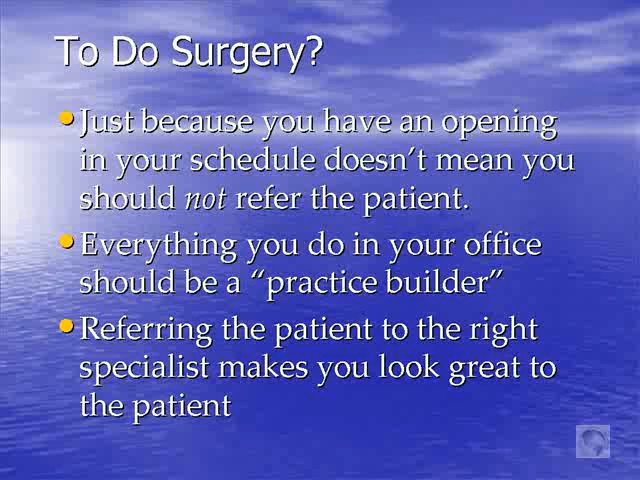 To Do Surgery?
• Just because you have an opening
in your schedule doesn’t mean you
should not refer the patient.
• Everything you do in your office
should be a “practice builder”
• Referring the patient to the right
specialist makes you look great to
the patient